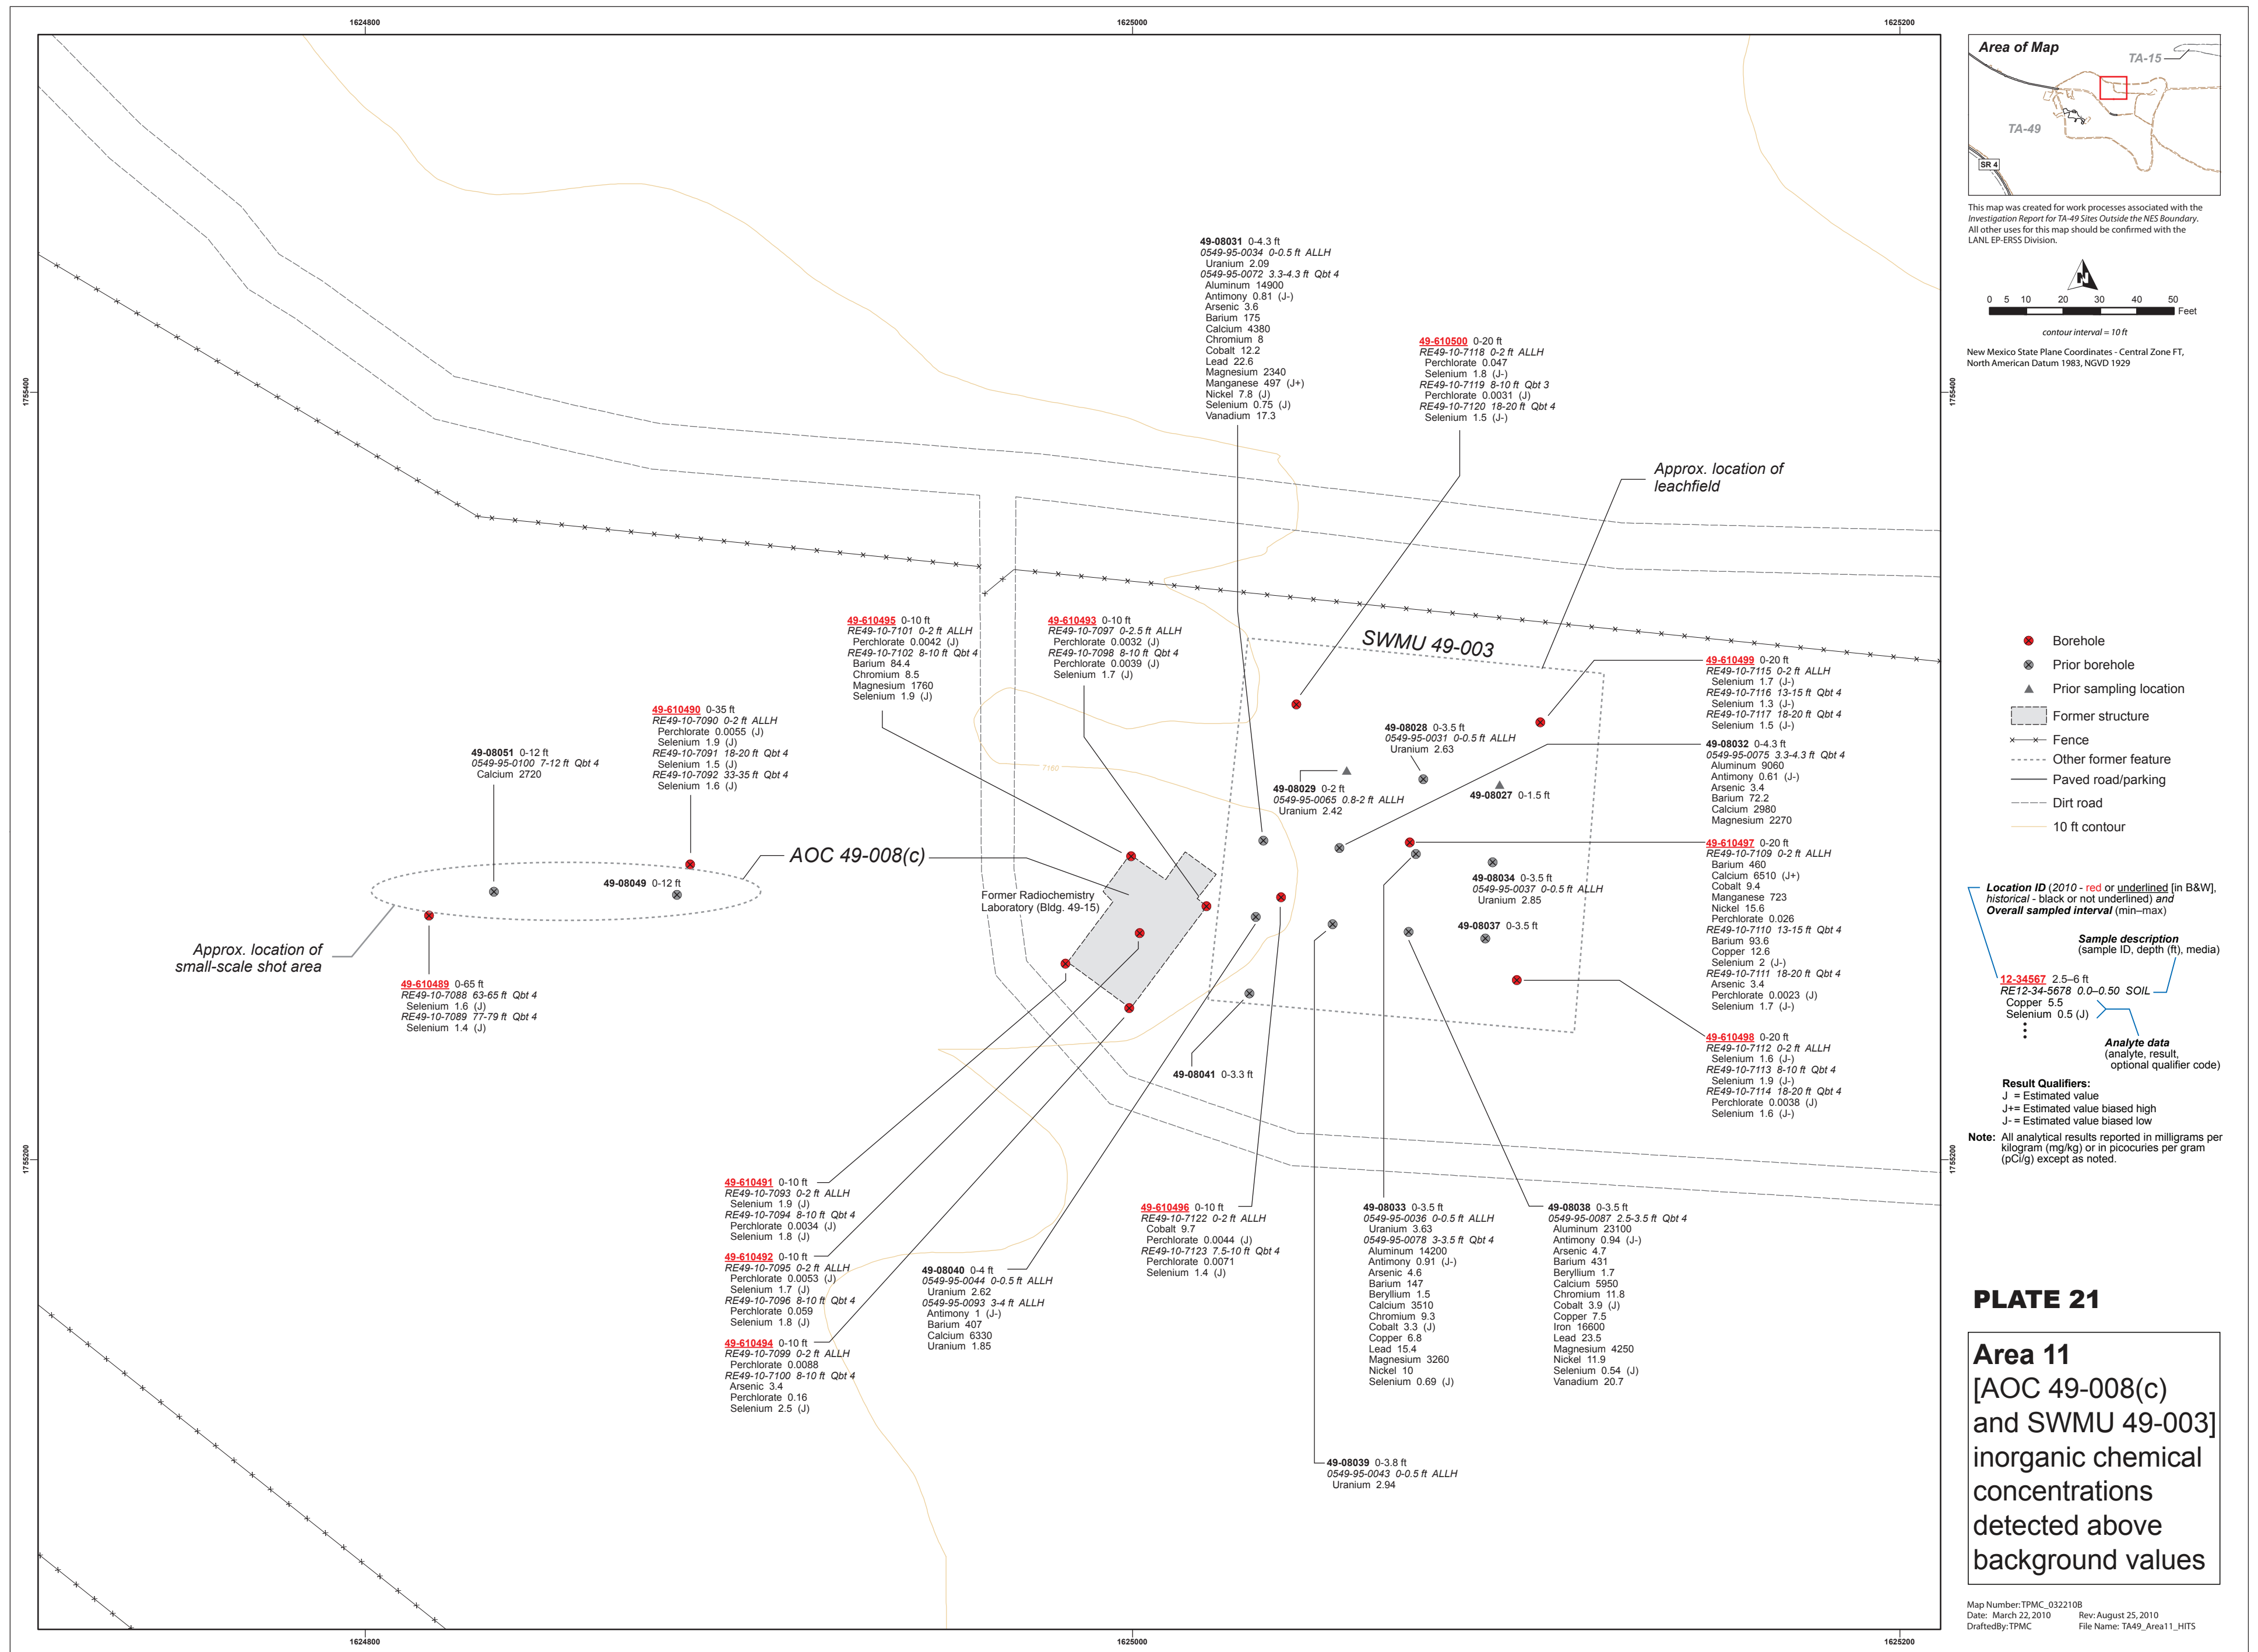 1624800
1625000
1625200
1755400
1755200
1755400
1755200
1624800
1625000
1625200
49-08031 0-4.3 ft
0549-95-0034 0-0.5 ft ALLH
Uranium 2.09
0549-95-0072 3.3-4.3 ft Qbt 4
Aluminum 14900
Antimony 0.81 (J-)
Arsenic 3.6
Barium 175
Calcium 4380
Chromium 8
Cobalt 12.2
Lead 22.6
Magnesium 2340
Manganese 497 (J+)
Nickel 7.8 (J)
Selenium 0.75 (J)
Vanadium 17.3
49-610500 0-20 ft
RE49-10-7118 0-2 ft ALLH
Perchlorate 0.047
Selenium 1.8 (J-)
RE49-10-7119 8-10 ft Qbt 3
Perchlorate 0.0031 (J)
RE49-10-7120 18-20 ft Qbt 4
Selenium 1.5 (J-)
Approx. location of
leachfield
SWMU 49-003
49-610495 0-10 ft
RE49-10-7101 0-2 ft ALLH
Perchlorate 0.0042 (J)
RE49-10-7102 8-10 ft Qbt 4
Barium 84.4
Chromium 8.5
Magnesium 1760
Selenium 1.9 (J)
49-610493 0-10 ft
RE49-10-7097 0-2.5 ft ALLH
Perchlorate 0.0032 (J)
RE49-10-7098 8-10 ft Qbt 4
Perchlorate 0.0039 (J)
Selenium 1.7 (J)
49-610490 0-35 ft
RE49-10-7090 0-2 ft ALLH
Perchlorate 0.0055 (J)
Selenium 1.9 (J)
RE49-10-7091 18-20 ft Qbt 4
Selenium 1.5 (J)
RE49-10-7092 33-35 ft Qbt 4
Selenium 1.6 (J)
49-08051 0-12 ft
0549-95-0100 7-12 ft Qbt 4
Calcium 2720
49-08049 0-12 ft
AOC 49-008(c)
Approx. location of
small-scale shot area
49-610489 0-65 ft
RE49-10-7088 63-65 ft Qbt 4
Selenium 1.6 (J)
RE49-10-7089 77-79 ft Qbt 4
Selenium 1.4 (J)
Former Radiochemistry
Laboratory (Bldg. 49-15)
7160
49-08028 0-3.5 ft
0549-95-0031 0-0.5 ft ALLH
Uranium 2.63
49-08029 0-2 ft
0549-95-0065 0.8-2 ft ALLH
Uranium 2.42
49-08027 0-1.5 ft
49-08034 0-3.5 ft
0549-95-0037 0-0.5 ft ALLH
Uranium 2.85
49-08037 0-3.5 ft
49-08041 0-3.3 ft
49-610499 0-20 ft
RE49-10-7115 0-2 ft ALLH
Selenium 1.7 (J-)
RE49-10-7116 13-15 ft Qbt 4
Selenium 1.3 (J-)
RE49-10-7117 18-20 ft Qbt 4
Selenium 1.5 (J-)
49-08032 0-4.3 ft
0549-95-0075 3.3-4.3 ft Qbt 4
Aluminum 9060
Antimony 0.61 (J-)
Arsenic 3.4
Barium 72.2
Calcium 2980
Magnesium 2270
49-610497 0-20 ft
RE49-10-7109 0-2 ft ALLH
Barium 460
Calcium 6510 (J+)
Cobalt 9.4
Manganese 723
Nickel 15.6
Perchlorate 0.026
RE49-10-7110 13-15 ft Qbt 4
Barium 93.6
Copper 12.6
Selenium 2 (J-)
RE49-10-7111 18-20 ft Qbt 4
Arsenic 3.4
Perchlorate 0.0023 (J)
Selenium 1.7 (J-)
49-610498 0-20 ft
RE49-10-7112 0-2 ft ALLH
Selenium 1.6 (J-)
RE49-10-7113 8-10 ft Qbt 4
Selenium 1.9 (J-)
RE49-10-7114 18-20 ft Qbt 4
Perchlorate 0.0038 (J)
Selenium 1.6 (J-)
49-610491 0-10 ft
RE49-10-7093 0-2 ft ALLH
Selenium 1.9 (J)
RE49-10-7094 8-10 ft Qbt 4
Perchlorate 0.0034 (J)
Selenium 1.8 (J)
49-610492 0-10 ft
RE49-10-7095 0-2 ft ALLH
Perchlorate 0.0053 (J)
Selenium 1.7 (J)
RE49-10-7096 8-10 ft Qbt 4
Perchlorate 0.059
Selenium 1.8 (J)
49-610494 0-10 ft
RE49-10-7099 0-2 ft ALLH
Perchlorate 0.0088
RE49-10-7100 8-10 ft Qbt 4
Arsenic 3.4
Perchlorate 0.16
Selenium 2.5 (J)
49-08040 0-4 ft
0549-95-0044 0-0.5 ft ALLH
Uranium 2.62
0549-95-0093 3-4 ft ALLH
Antimony 1 (J-)
Barium 407
Calcium 6330
Uranium 1.85
49-610496 0-10 ft
RE49-10-7122 0-2 ft ALLH
Cobalt 9.7
Perchlorate 0.0044 (J)
RE49-10-7123 7.5-10 ft Qbt 4
Perchlorate 0.0071
Selenium 1.4 (J)
49-08033 0-3.5 ft
0549-95-0036 0-0.5 ft ALLH
Uranium 3.63
0549-95-0078 3-3.5 ft Qbt 4
Aluminum 14200
Antimony 0.91 (J-)
Arsenic 4.6
Barium 147
Beryllium 1.5
Calcium 3510
Chromium 9.3
Cobalt 3.3 (J)
Copper 6.8
Lead 15.4
Magnesium 3260
Nickel 10
Selenium 0.69 (J)
49-08038 0-3.5 ft
0549-95-0087 2.5-3.5 ft Qbt 4
Aluminum 23100
Antimony 0.94 (J-)
Arsenic 4.7
Barium 431
Beryllium 1.7
Calcium 5950
Chromium 11.8
Cobalt 3.9 (J)
Copper 7.5
Iron 16600
Lead 23.5
Magnesium 4250
Nickel 11.9
Selenium 0.54 (J)
Vanadium 20.7
49-08039 0-3.8 ft
0549-95-0043 0-0.5 ft ALLH
Uranium 2.94
Area of Map
TA-15
TA-49
SR 4
This map was created for work processes associated with the
Investigation Report for TA-49 Sites Outside the NES Boundary.
All other uses for this map should be confirmed with the
LANL EP-ERSS Division.
N
0 5 10 20 30 40 50
Feet
contour interval = 10 ft
New Mexico State Plane Coordinates - Central Zone FT,
North American Datum 1983, NGVD 1929
Borehole
Prior borehole
Prior sampling location
Former structure
Fence
Other former feature
Paved road/parking
Dirt road
10 ft contour
Location ID (2010 - red or underlined [in B&W],
historical - black or not underlined) and
Overall sampled interval (min–max)
Sample description
(sample ID, depth (ft), media)
12-34567 2.5–6 ft
RE12-34-5678 0.0–0.50 SOIL
Copper 5.5
Selenium 0.5 (J)
Analyte data
(analyte, result,
optional qualifier code)
Result Qualifiers:
J = Estimated value
J+= Estimated value biased high
J- = Estimated value biased low
Note: All analytical results reported in milligrams per
kilogram (mg/kg) or in picocuries per gram
(pCi/g) except as noted.
PLATE 21
Area 11
[AOC 49-008(c)
and SWMU 49-003]
inorganic chemical
concentrations
detected above
background values
Map Number: TPMC_032210B
Date: March 22, 2010 Rev: August 25, 2010
DraftedBy: TPMC File Name: TA49_Area11_HITS